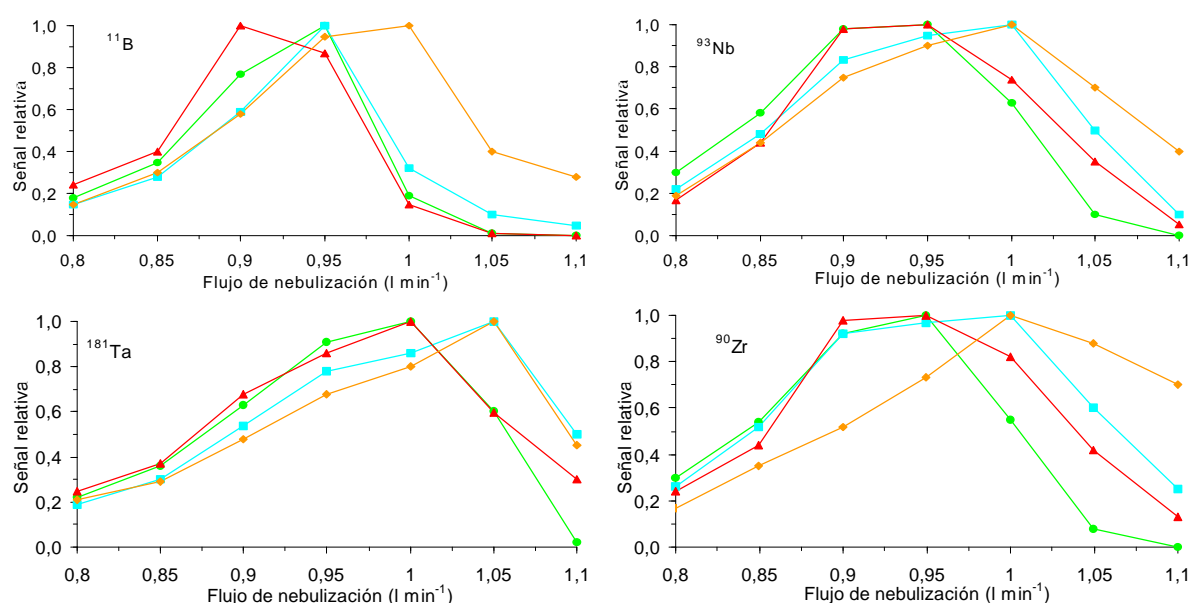 ¹¹B
Señal relativa
1,0
0,8
0,6
0,4
0,2
0,0
0,8 0,85 0,9 0,95 1 1,05 1,1
Flujo de nebulización (l min⁻¹)
⁹³Nb
Señal relativa
1,0
0,8
0,6
0,4
0,2
0,0
0,8 0,85 0,9 0,95 1 1,05 1,1
Flujo de nebulización (l min⁻¹)
¹⁸¹Ta
Señal relativa
1,0
0,8
0,6
0,4
0,2
0,0
0,8 0,85 0,9 0,95 1 1,05 1,1
Flujo de nebulización (l min⁻¹)
⁹⁰Zr
Señal relativa
1,0
0,8
0,6
0,4
0,2
0,0
0,8 0,85 0,9 0,95 1 1,05 1,1
Flujo de nebulización (l min⁻¹)